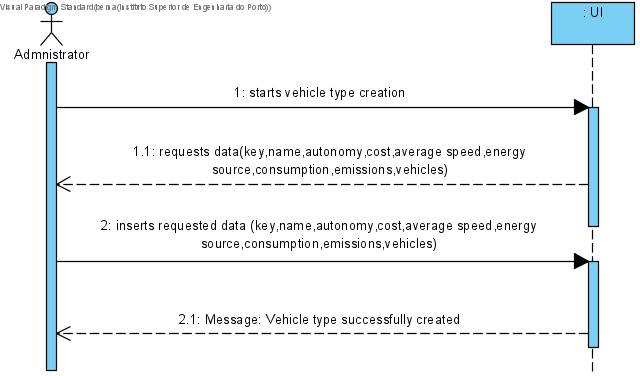 Visual Paradigm Standard(bema(Instituto Superior de Engenharia do Porto))
: UI
Admnistrator
1: starts vehicle type creation
1.1: requests data(key,name,autonomy,cost,average speed,energy
source,consumption,emissions,vehicles)
2: inserts requested data (key,name,autonomy,cost,average speed,energy
source,consumption,emissions,vehicles)
2.1: Message: Vehicle type successfully created